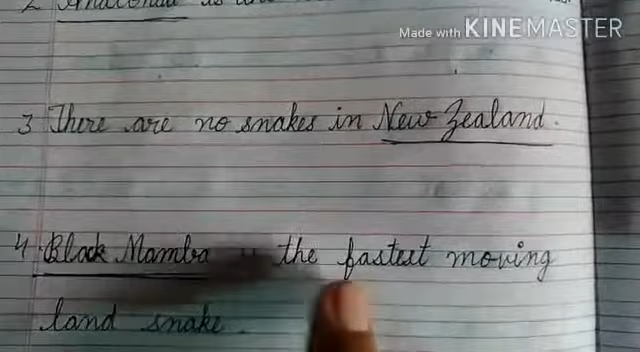 Made with KINEMASTER
3 There are no snakes in New Zealand.
4 Black Mamba the fastest moving
land snake.